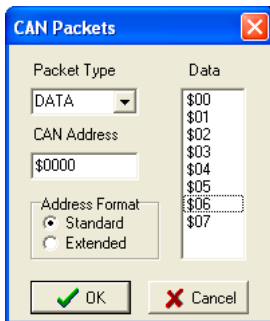 CAN Packets
Packet Type
DATA
CAN Address
$0000
Address Format
Standard
Extended
Data
$00
$01
$02
$03
$04
$05
$06
$07
OK
Cancel